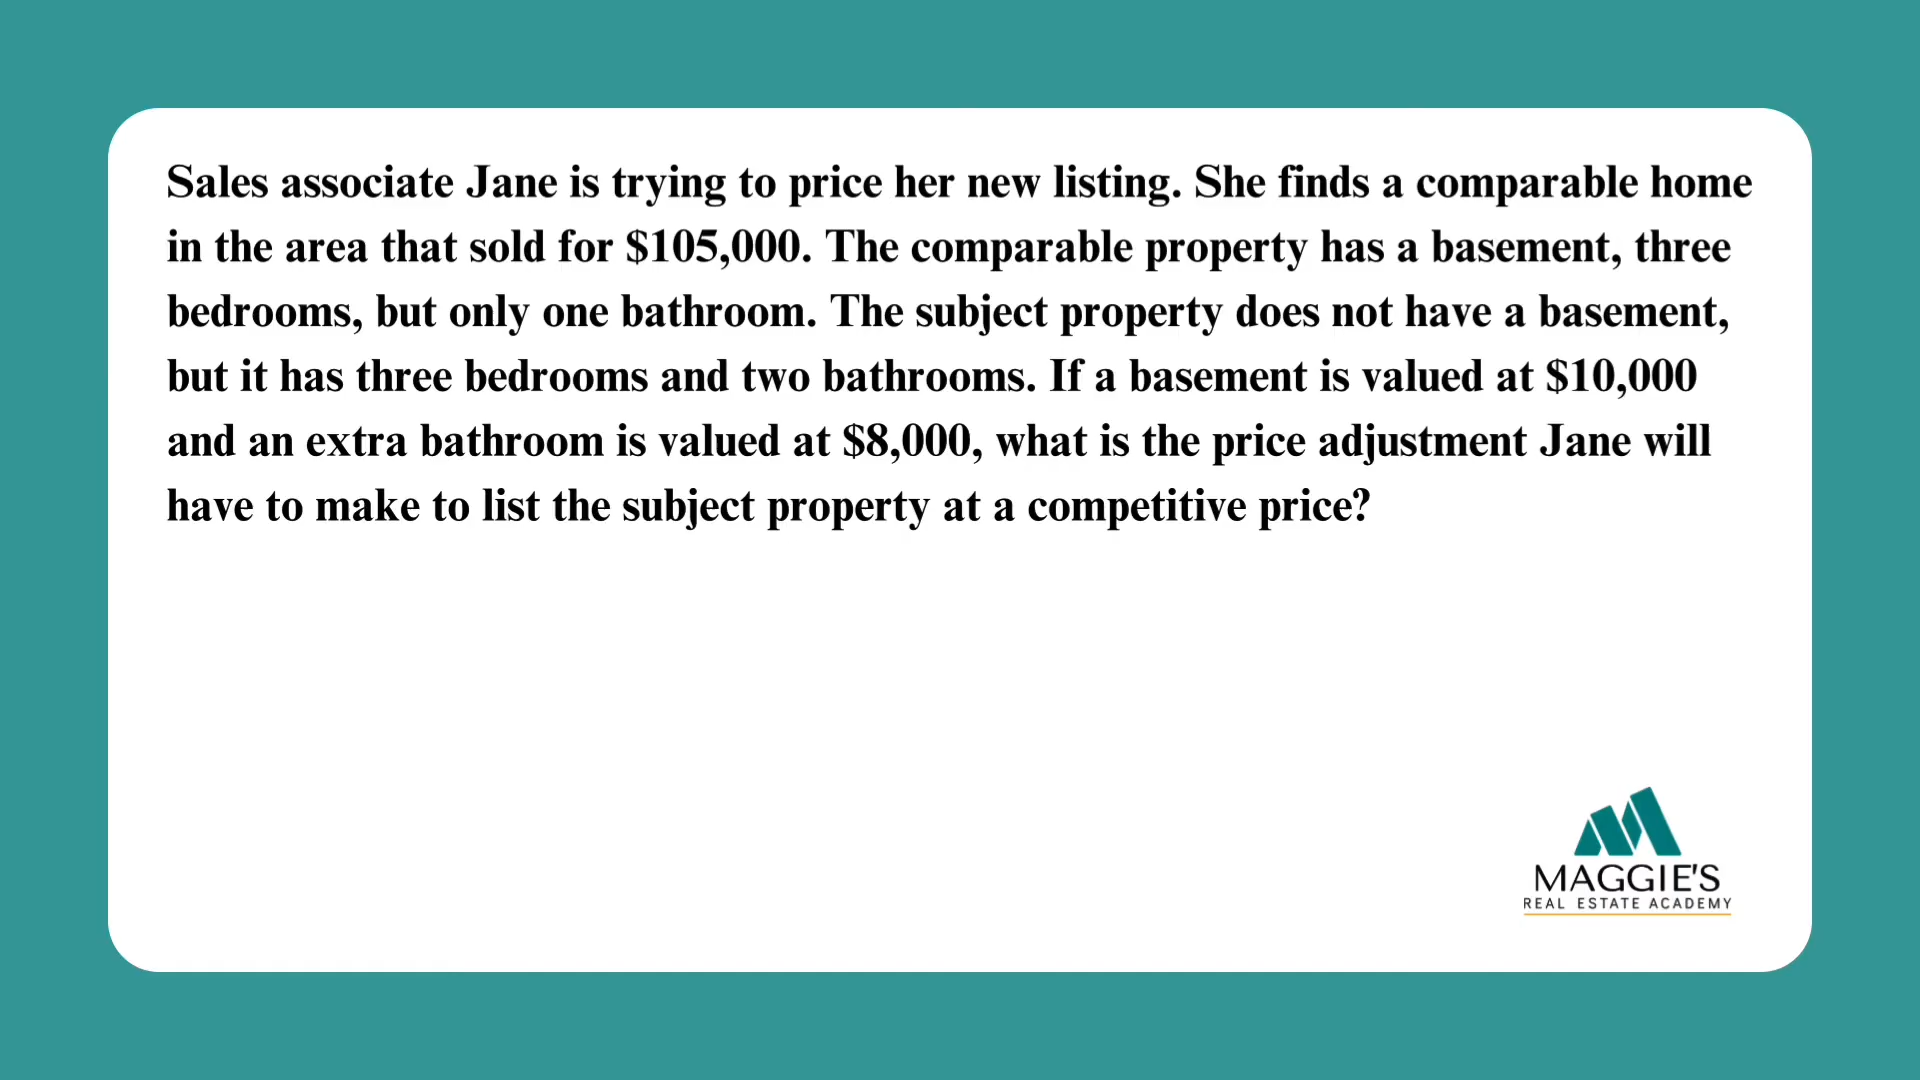 Sales associate Jane is trying to price her new listing. She finds a comparable home
in the area that sold for $105,000. The comparable property has a basement, three
bedrooms, but only one bathroom. The subject property does not have a basement,
but it has three bedrooms and two bathrooms. If a basement is valued at $10,000
and an extra bathroom is valued at $8,000, what is the price adjustment Jane will
have to make to list the subject property at a competitive price?
MAGGIE'S
REAL ESTATE ACADEMY